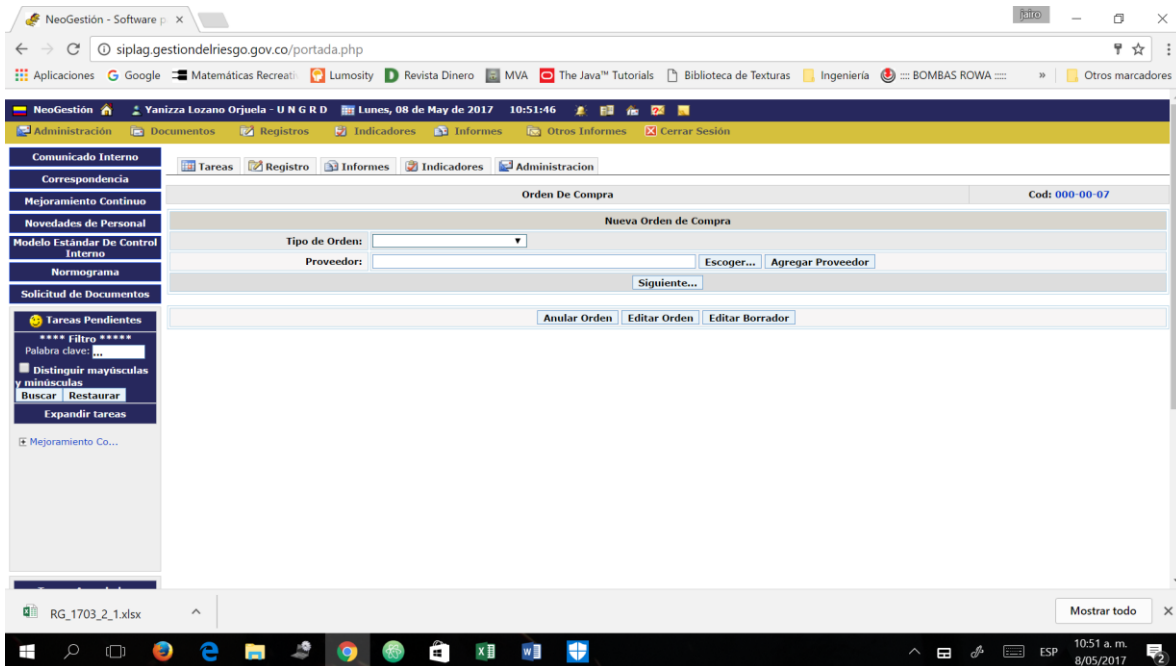 NeoGestión - Software p
jairo
siplag.gestiondelriesgo.gov.co/portada.php
Aplicaciones Google Matemáticas Recreati Lumosity Revista Dinero MVA The Java™ Tutorials Biblioteca de Texturas Ingeniería :::: BOMBAS ROWA ::::: » Otros marcadores
NeoGestión Yanizza Lozano Orjuela - U N G R D Lunes, 08 de May de 2017 10:51:46
Administración Documentos Registros Indicadores Informes Otros Informes Cerrar Sesión
Comunicado Interno
Correspondencia
Mejoramiento Continuo
Novedades de Personal
Modelo Estándar De Control
Interno
Normograma
Solicitud de Documentos
Tareas Pendientes
**** Filtro *****
Palabra clave: ...
Distinguir mayúsculas
y minúsculas
Buscar Restaurar
Expandir tareas
Mejoramiento Co...
Tareas Registro Informes Indicadores Administracion
Orden De Compra Cod: 000-00-07
Nueva Orden de Compra
Tipo de Orden:
Proveedor: Escoger... Agregar Proveedor
Siguiente...
Anular Orden Editar Orden Editar Borrador
RG_1703_2_1.xlsx Mostrar todo
ESP 10:51 a. m.
8/05/2017